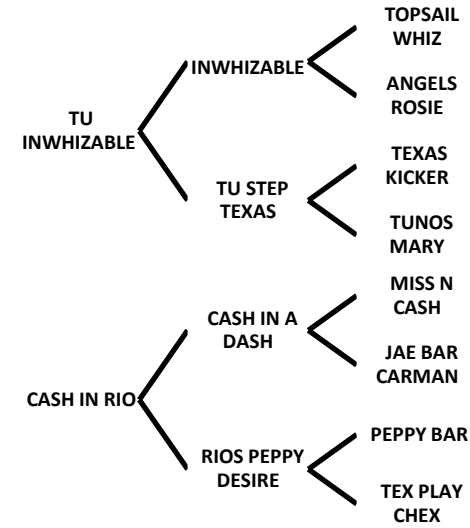 TOPSAIL
WHIZ
INWHIZABLE
ANGELS
ROSIE
TU
INWHIZABLE
TEXAS
KICKER
TU STEP
TEXAS
TUNOS
MARY
MISS N
CASH
CASH IN A
DASH
JAE BAR
CARMAN
CASH IN RIO
PEPPY BAR
RIOS PEPPY
DESIRE
TEX PLAY
CHEX